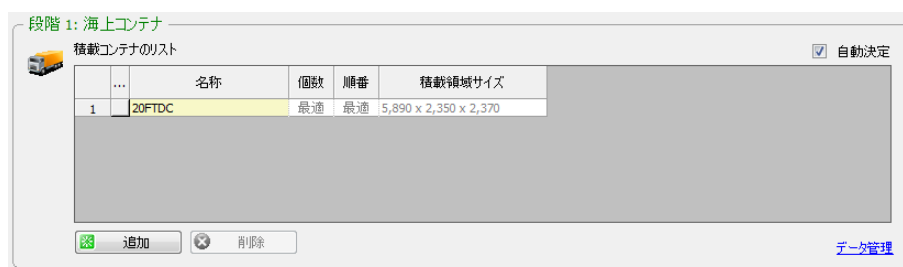 段階 1: 海上コンテナ
積載コンテナのリスト
自動決定
... 名称 個数 順番 積載領域サイズ
1 20FTDC 最適 最適 5,890 x 2,350 x 2,370
追加 削除
データ管理